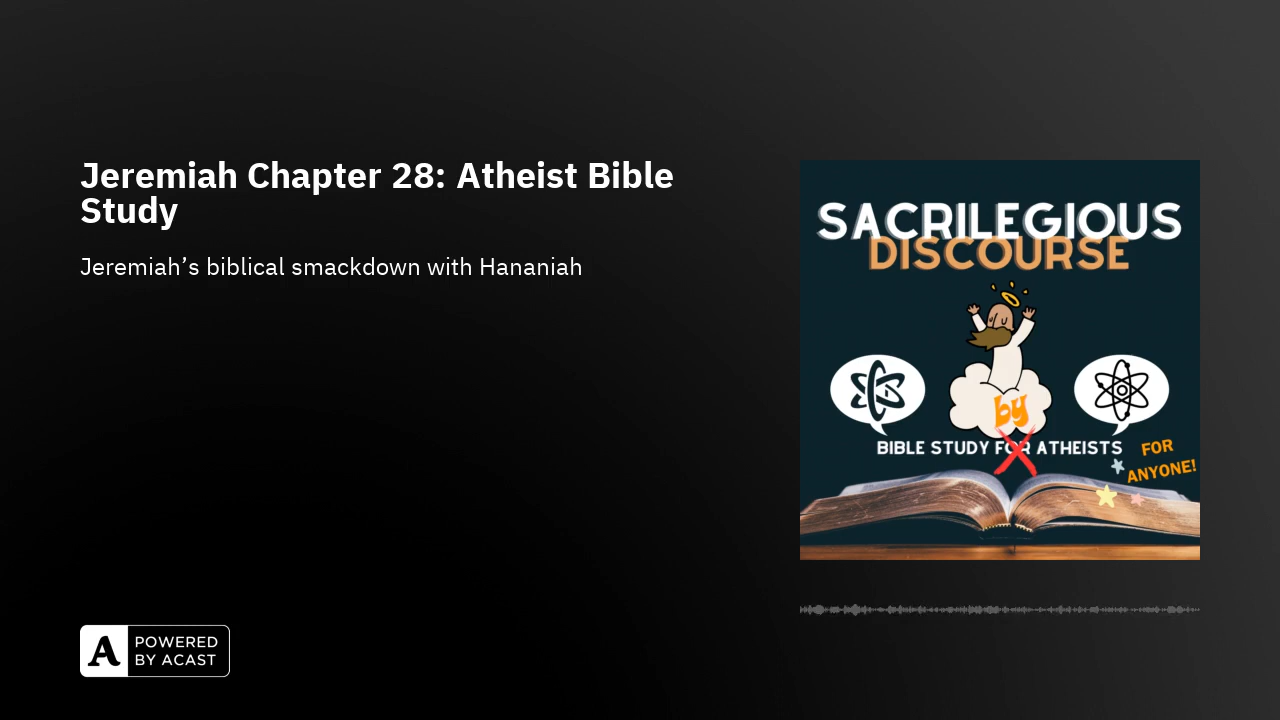 Jeremiah Chapter 28: Atheist Bible
Study
Jeremiah’s biblical smackdown with Hananiah
SACRILEGIOUS
DISCOURSE
by
BIBLE STUDY FOR ATHEISTS
FOR
ANYONE!
A
POWERED
BY ACAST